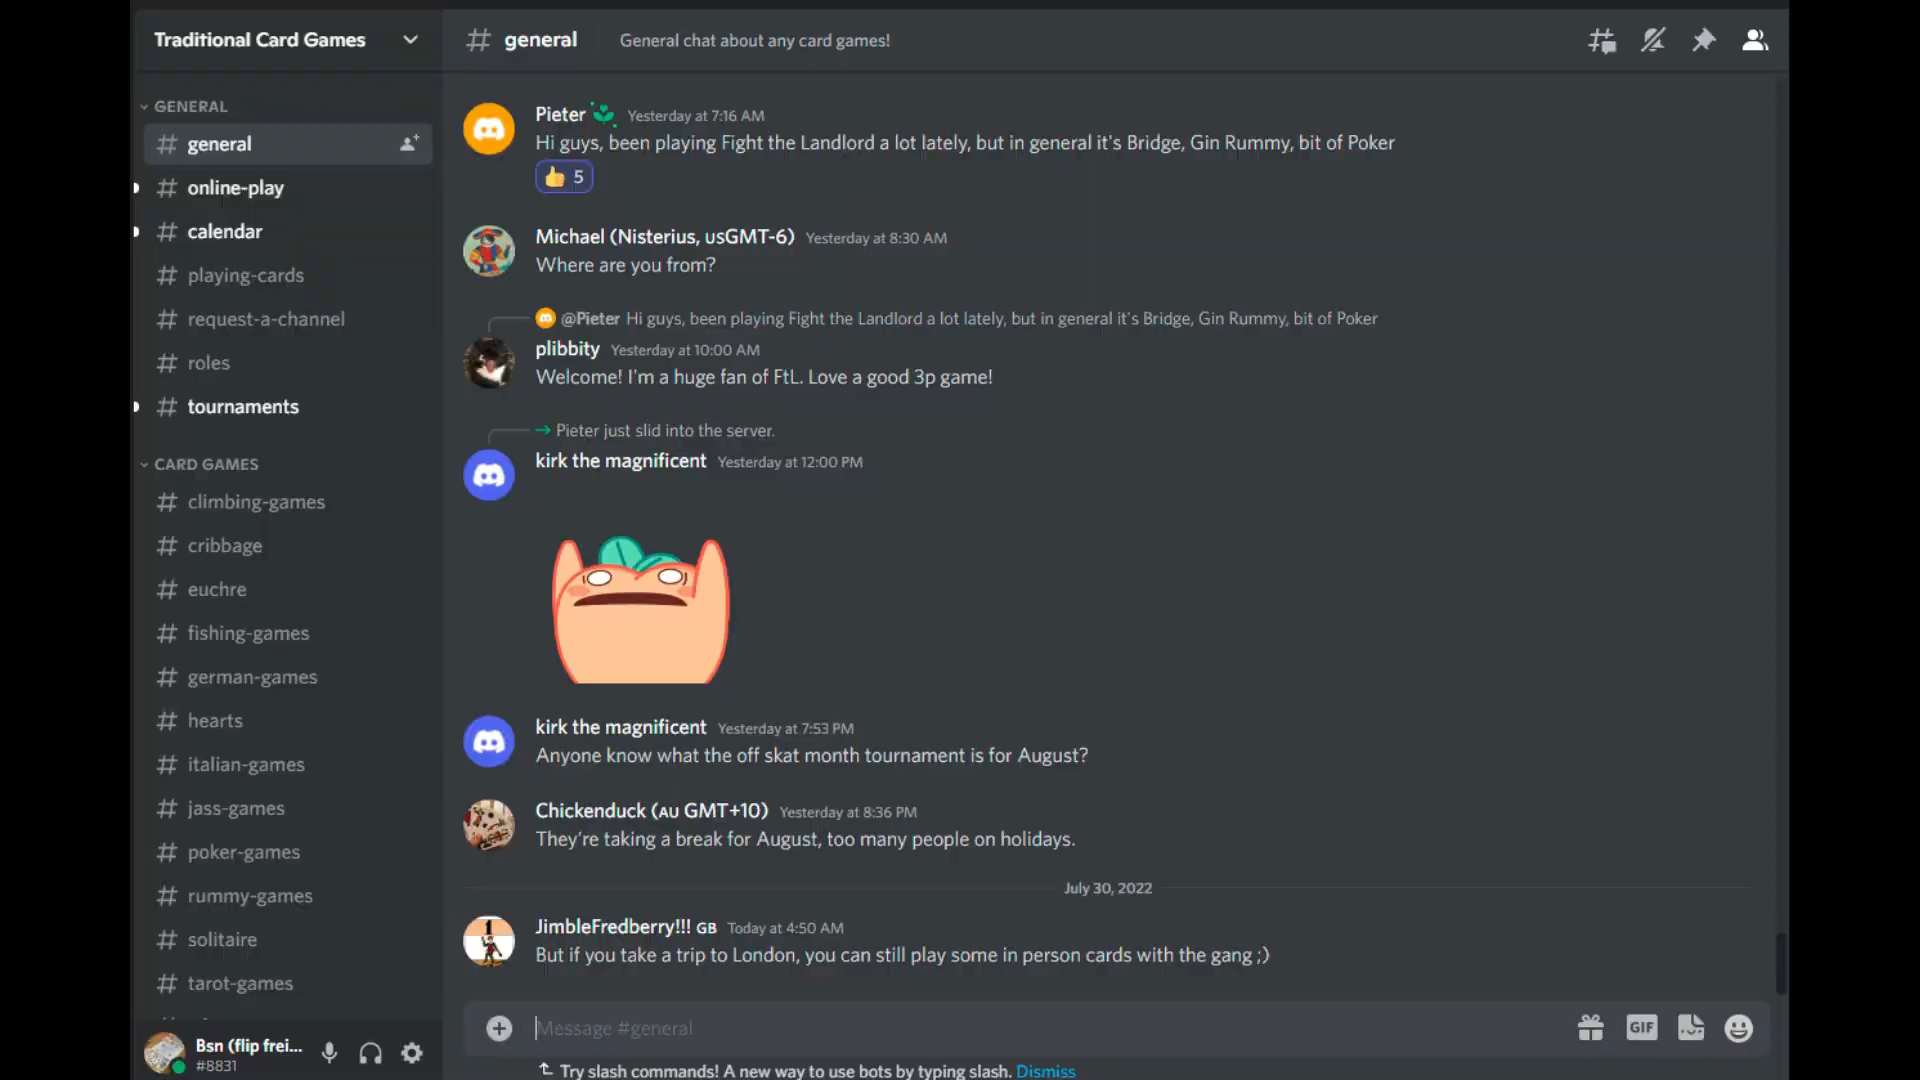 Traditional Card Games
GENERAL
# general
# online-play
# calendar
# playing-cards
# request-a-channel
# roles
# tournaments
CARD GAMES
# climbing-games
# cribbage
# euchre
# fishing-games
# german-games
# hearts
# italian-games
# jass-games
# poker-games
# rummy-games
# solitaire
# tarot-games
Bsn (flip frei...
#8831
# general General chat about any card games!
Pieter Yesterday at 7:16 AM
Hi guys, been playing Fight the Landlord a lot lately, but in general it's Bridge, Gin Rummy, bit of Poker
👍 5
Michael (Nisterius, usGMT-6) Yesterday at 8:30 AM
Where are you from?
@Pieter Hi guys, been playing Fight the Landlord a lot lately, but in general it's Bridge, Gin Rummy, bit of Poker
plibbity Yesterday at 10:00 AM
Welcome! I'm a huge fan of FtL. Love a good 3p game!
→ Pieter just slid into the server.
kirk the magnificent Yesterday at 12:00 PM
kirk the magnificent Yesterday at 7:53 PM
Anyone know what the off skat month tournament is for August?
Chickenduck (AU GMT+10) Yesterday at 8:36 PM
They're taking a break for August, too many people on holidays.
July 30, 2022
JimbleFredberry!!! GB Today at 4:50 AM
But if you take a trip to London, you can still play some in person cards with the gang ;)
Message #general
GIF
Try slash commands! A new way to use bots by typing slash. Dismiss